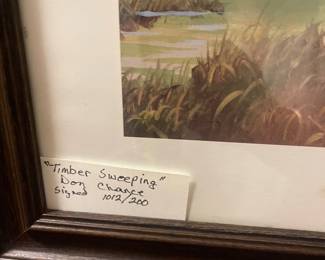 "Timber Sweeping"
Don Chance
Signed 1012/200